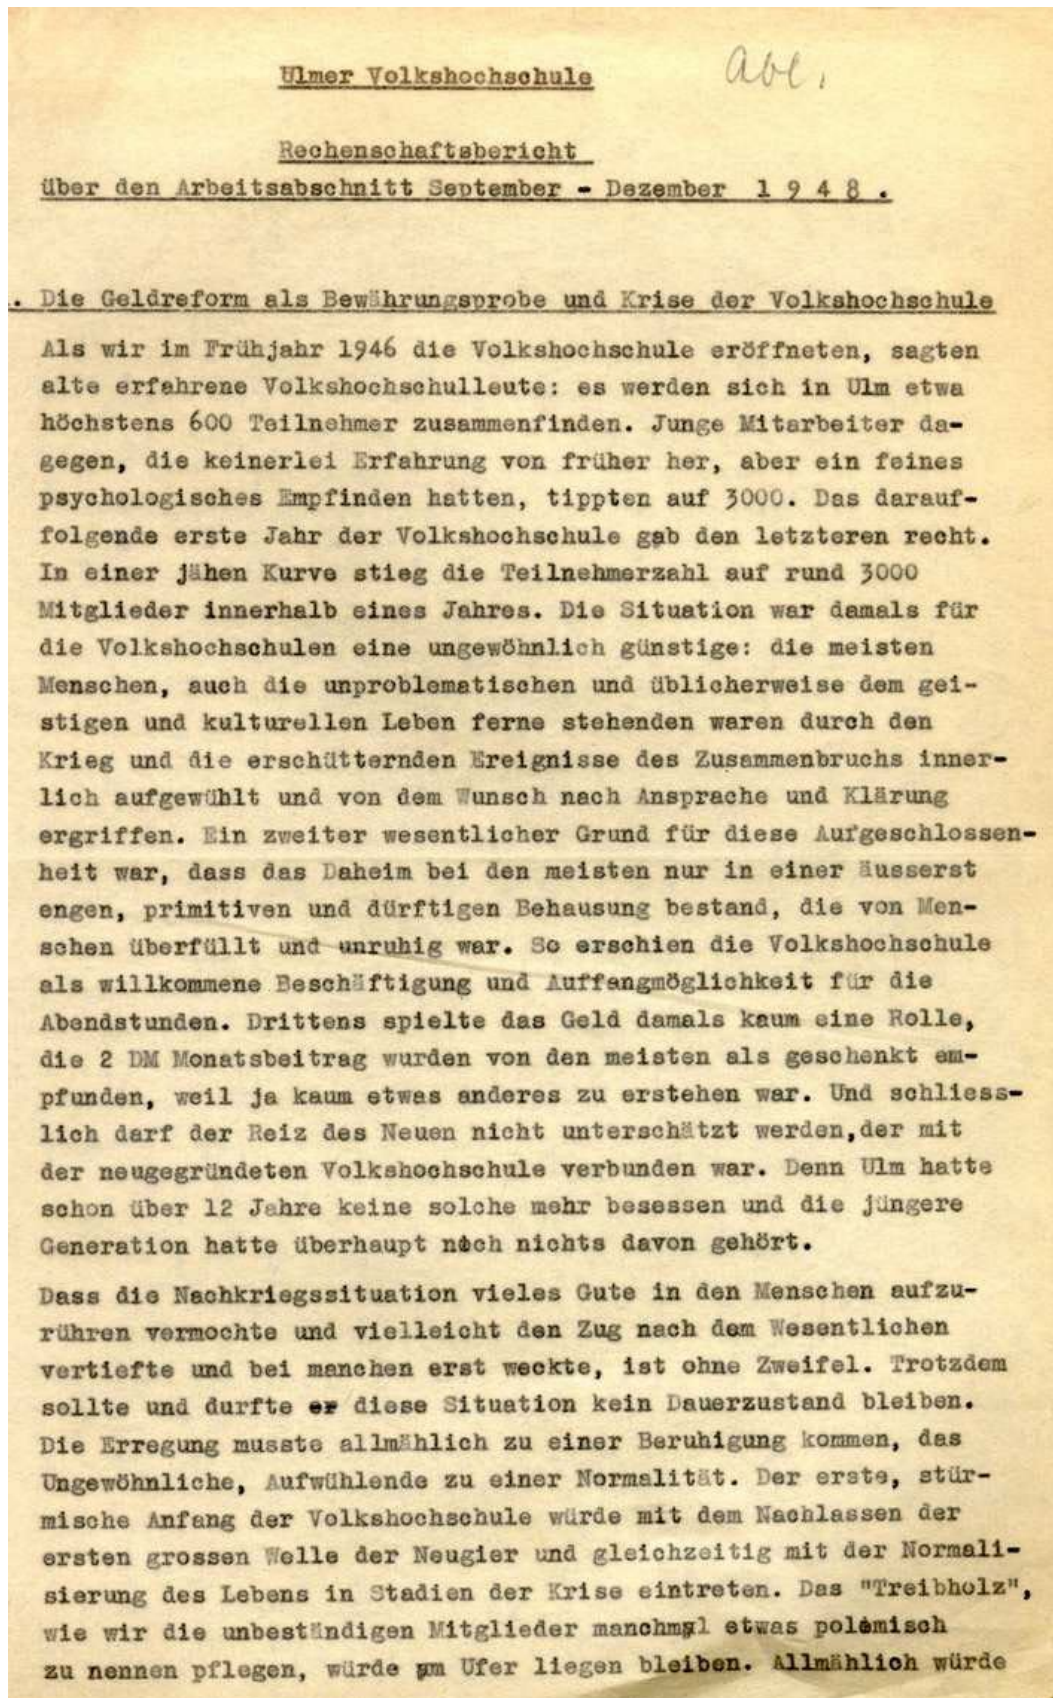 Ulmer Volkshochschule
Rechenschaftsbericht
über den Arbeitsabschnitt September - Dezember 1 9 4 8 .
. Die Geldreform als Bewährungsprobe und Krise der Volkshochschule
Als wir im Frühjahr 1946 die Volkshochschule eröffneten, sagten
alte erfahrene Volkshochschulleute: es werden sich in Ulm etwa
höchstens 600 Teilnehmer zusammenfinden. Junge Mitarbeiter da-
gegen, die keinerlei Erfahrung von früher her, aber ein feines
psychologisches Empfinden hatten, tippten auf 3000. Das darauf-
folgende erste Jahr der Volkshochschule gab den letzteren recht.
In einer jähen Kurve stieg die Teilnehmerzahl auf rund 3000
Mitglieder innerhalb eines Jahres. Die Situation war damals für
die Volkshochschulen eine ungewöhnlich günstige: die meisten
Menschen, auch die unproblematischen und üblicherweise dem gei-
stigen und kulturellen Leben ferne stehenden waren durch den
Krieg und die erschütternden Ereignisse des Zusammenbruchs inner-
lich aufgewühlt und von dem Wunsch nach Ansprache und Klärung
ergriffen. Ein zweiter wesentlicher Grund für diese Aufgeschlossen-
heit war, dass das Daheim bei den meisten nur in einer äusserst
engen, primitiven und dürftigen Behausung bestand, die von Men-
schen überfüllt und unruhig war. So erschien die Volkshochschule
als willkommene Beschäftigung und Auffangmöglichkeit für die
Abendstunden. Drittens spielte das Geld damals kaum eine Rolle,
die 2 DM Monatsbeitrag wurden von den meisten als geschenkt em-
pfunden, weil ja kaum etwas anderes zu erstehen war. Und schliess-
lich darf der Reiz des Neuen nicht unterschätzt werden,der mit
der neugegründeten Volkshochschule verbunden war. Denn Ulm hatte
schon über 12 Jahre keine solche mehr besessen und die jüngere
Generation hatte überhaupt noch nichts davon gehört.
Dass die Nachkriegssituation vieles Gute in den Menschen aufzu-
rühren vermochte und vielleicht den Zug nach dem Wesentlichen
vertiefte und bei manchen erst weckte, ist ohne Zweifel. Trotzdem
sollte und durfte er diese Situation kein Dauerzustand bleiben.
Die Erregung musste allmählich zu einer Beruhigung kommen, das
Ungewöhnliche, Aufwühlende zu einer Normalität. Der erste, stür-
mische Anfang der Volkshochschule würde mit dem Nachlassen der
ersten grossen Welle der Neugier und gleichzeitig mit der Normali-
sierung des Lebens in Stadien der Krise eintreten. Das "Treibholz",
wie wir die unbeständigen Mitglieder manchmal etwas polemisch
zu nennen pflegen, würde am Ufer liegen bleiben. Allmählich würde